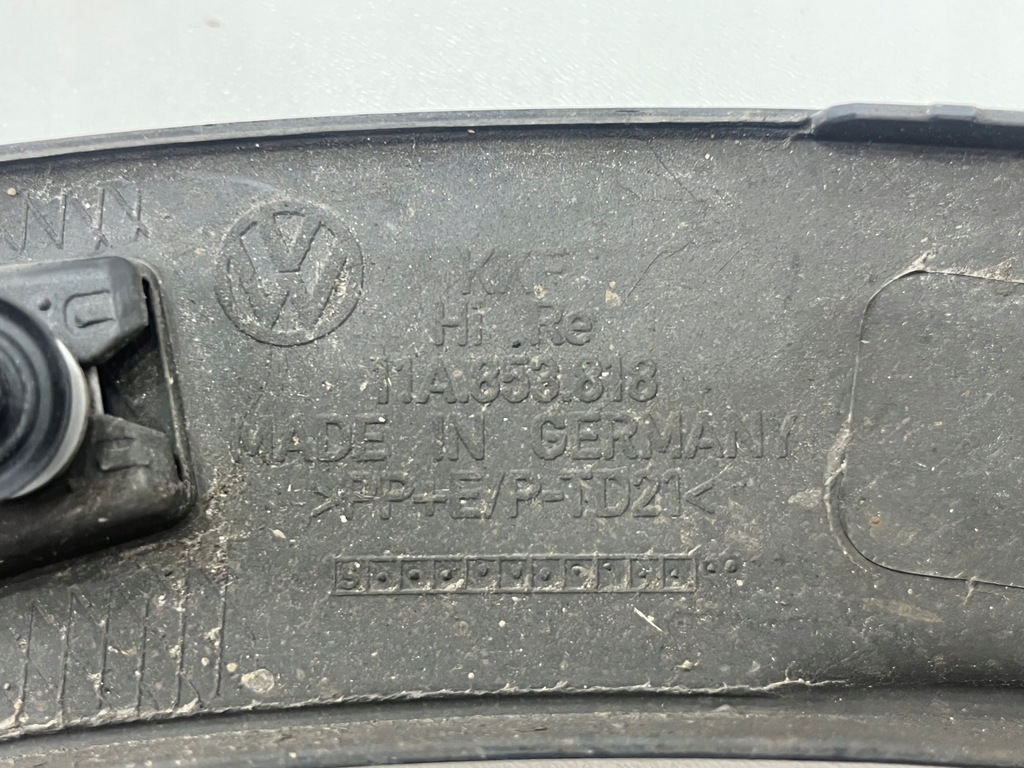 KKF
Hi Re
11A.853.818
MADE IN GERMANY
>PP+E/P-TD21<